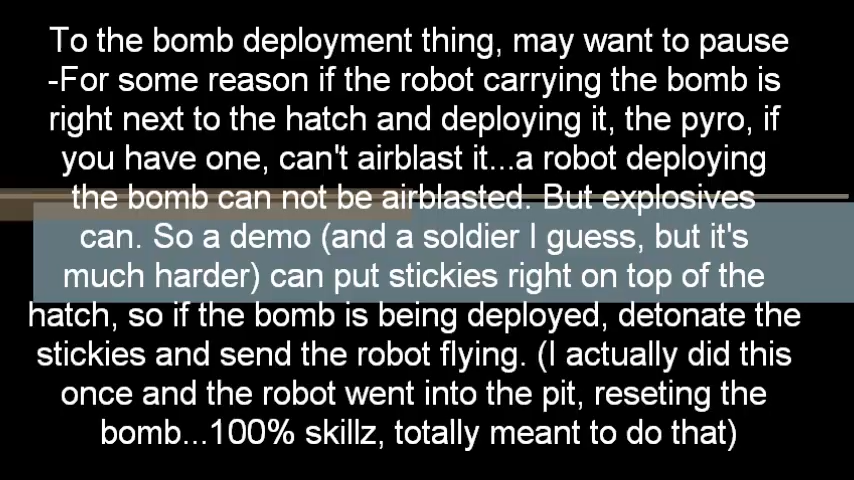 To the bomb deployment thing, may want to pause
-For some reason if the robot carrying the bomb is
right next to the hatch and deploying it, the pyro, if
you have one, can't airblast it...a robot deploying
the bomb can not be airblasted. But explosives
can. So a demo (and a soldier I guess, but it's
much harder) can put stickies right on top of the
hatch, so if the bomb is being deployed, detonate the
stickies and send the robot flying. (I actually did this
once and the robot went into the pit, reseting the
bomb...100% skillz, totally meant to do that)